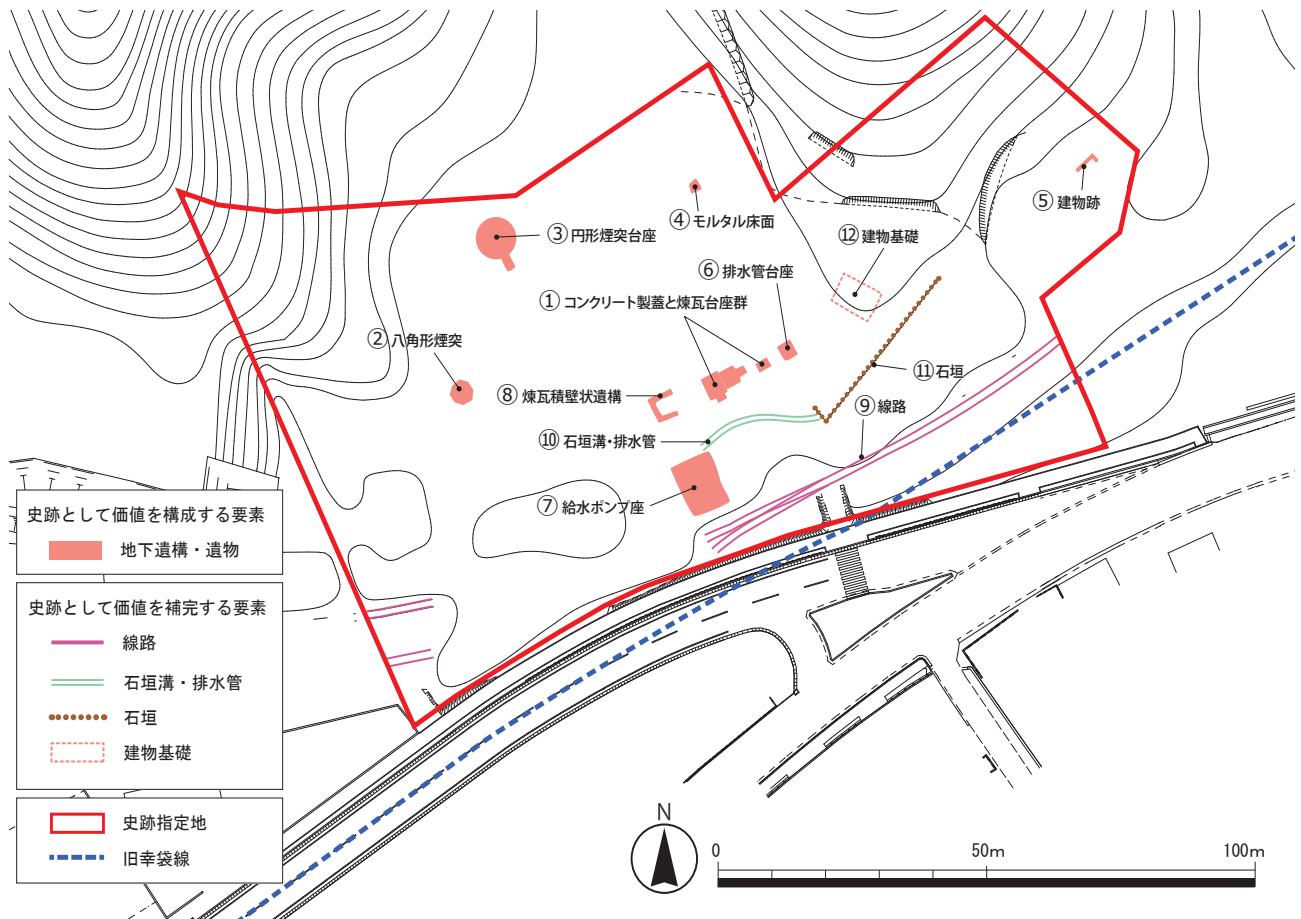 ③ 円形煙突台座
④ モルタル床面
⑤ 建物跡
⑫ 建物基礎
⑥ 排水管台座
① コンクリート製蓋と煉瓦台座群
② 八角形煙突
⑪ 石垣
⑧ 煉瓦積壁状遺構
⑨ 線路
⑩ 石垣溝・排水管
⑦ 給水ポンプ座
史跡として価値を構成する要素
地下遺構・遺物
史跡として価値を補完する要素
線路
石垣溝・排水管
石垣
建物基礎
史跡指定地
旧幸袋線
N
0 50m 100m